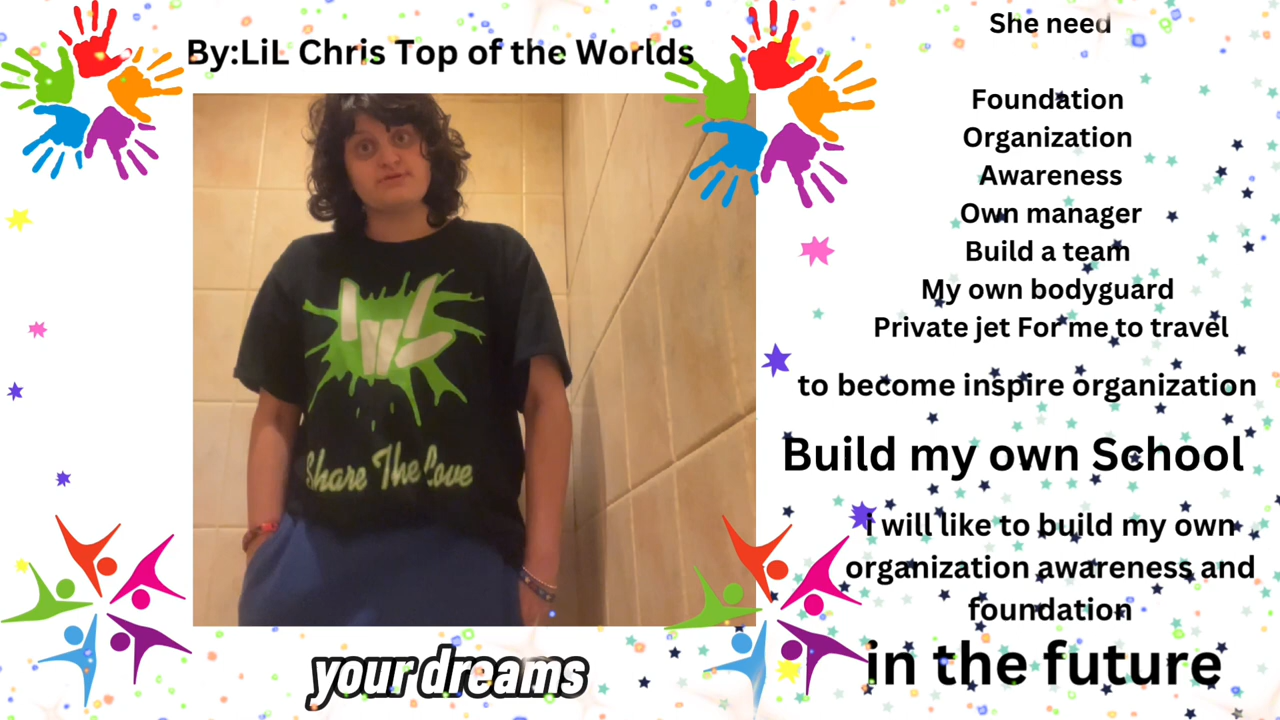 By:LiL Chris Top of the Worlds
Share The Love
your dreams
She need
Foundation
Organization
Awareness
Own manager
Build a team
My own bodyguard
Private jet For me to travel
to become inspire organization
Build my own School
i will like to build my own
organization awareness and
foundation
in the future